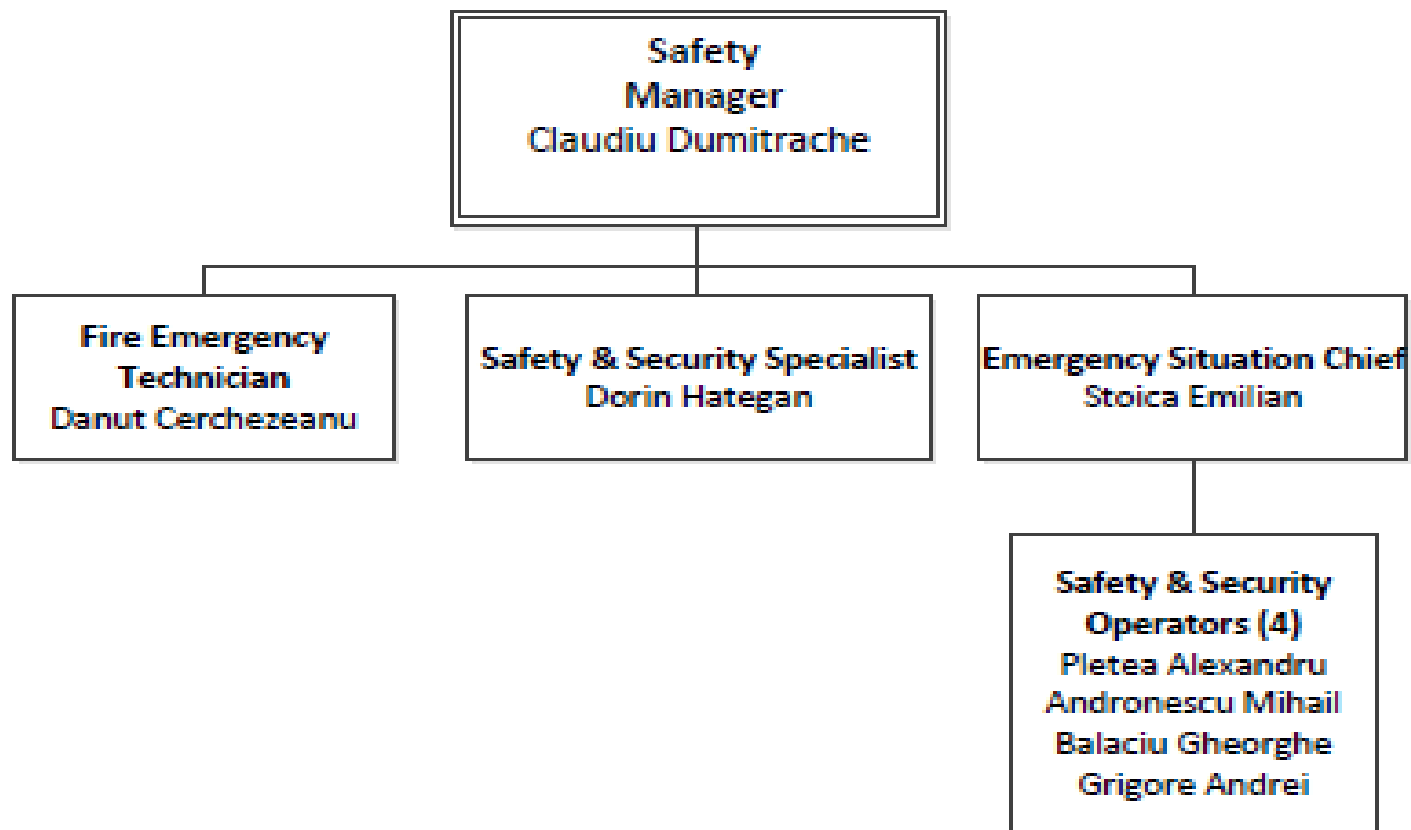 Safety
Manager
Claudiu Dumitrache
Fire Emergency
Technician
Danut Cerchezeanu
Safety & Security Specialist
Dorin Hategan
Emergency Situation Chief
Stoica Emilian
Safety & Security
Operators (4)
Pletea Alexandru
Andronescu Mihail
Balaciu Gheorghe
Grigore Andrei